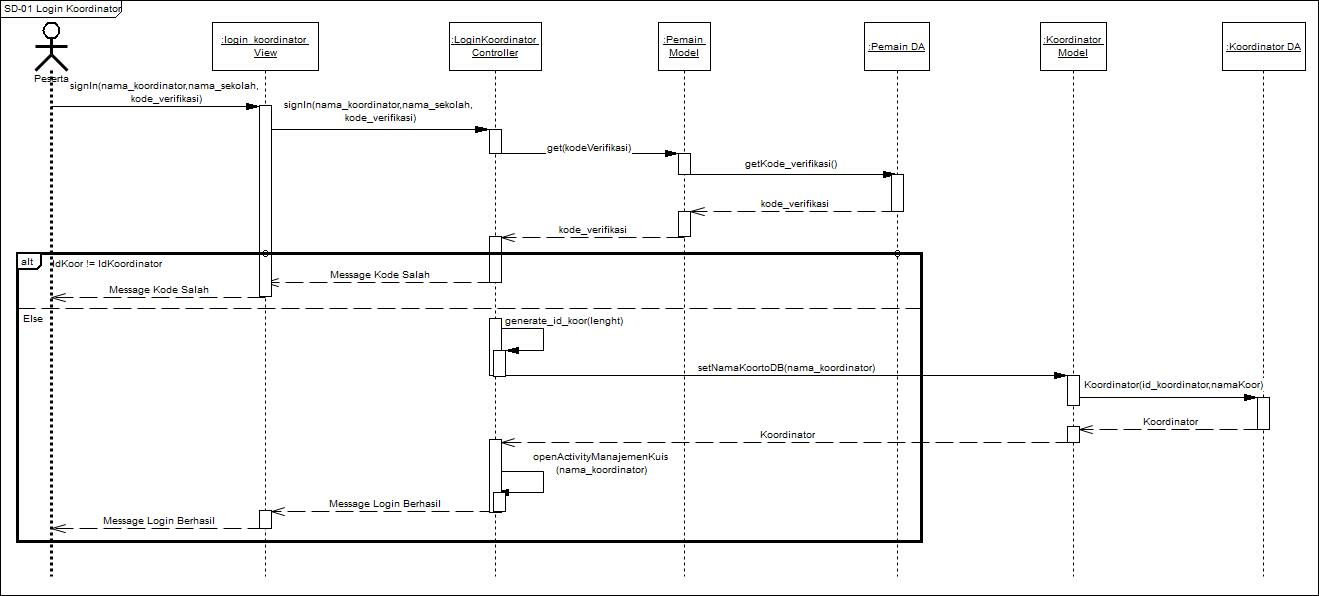 SD-01 Login Koordinator
:login_koordinator
View
:LoginKoordinator
Controller
:Pemain
Model
:Pemain DA
:Koordinator
Model
:Koordinator DA
Peserta
signIn(nama_koordinator,nama_sekolah,
kode_verifikasi)
signIn(nama_koordinator,nama_sekolah,
kode_verifikasi)
get(kodeVerifikasi)
getKode_verifikasi()
kode_verifikasi
kode_verifikasi
alt
IdKoor != IdKoordinator
Message Kode Salah
Message Kode Salah
Else
generate_id_koor(lenght)
setNamaKoortoDB(nama_koordinator)
Koordinator(id_koordinator,namaKoor)
Koordinator
Koordinator
openActivityManajemenKuis
(nama_koordinator)
Message Login Berhasil
Message Login Berhasil